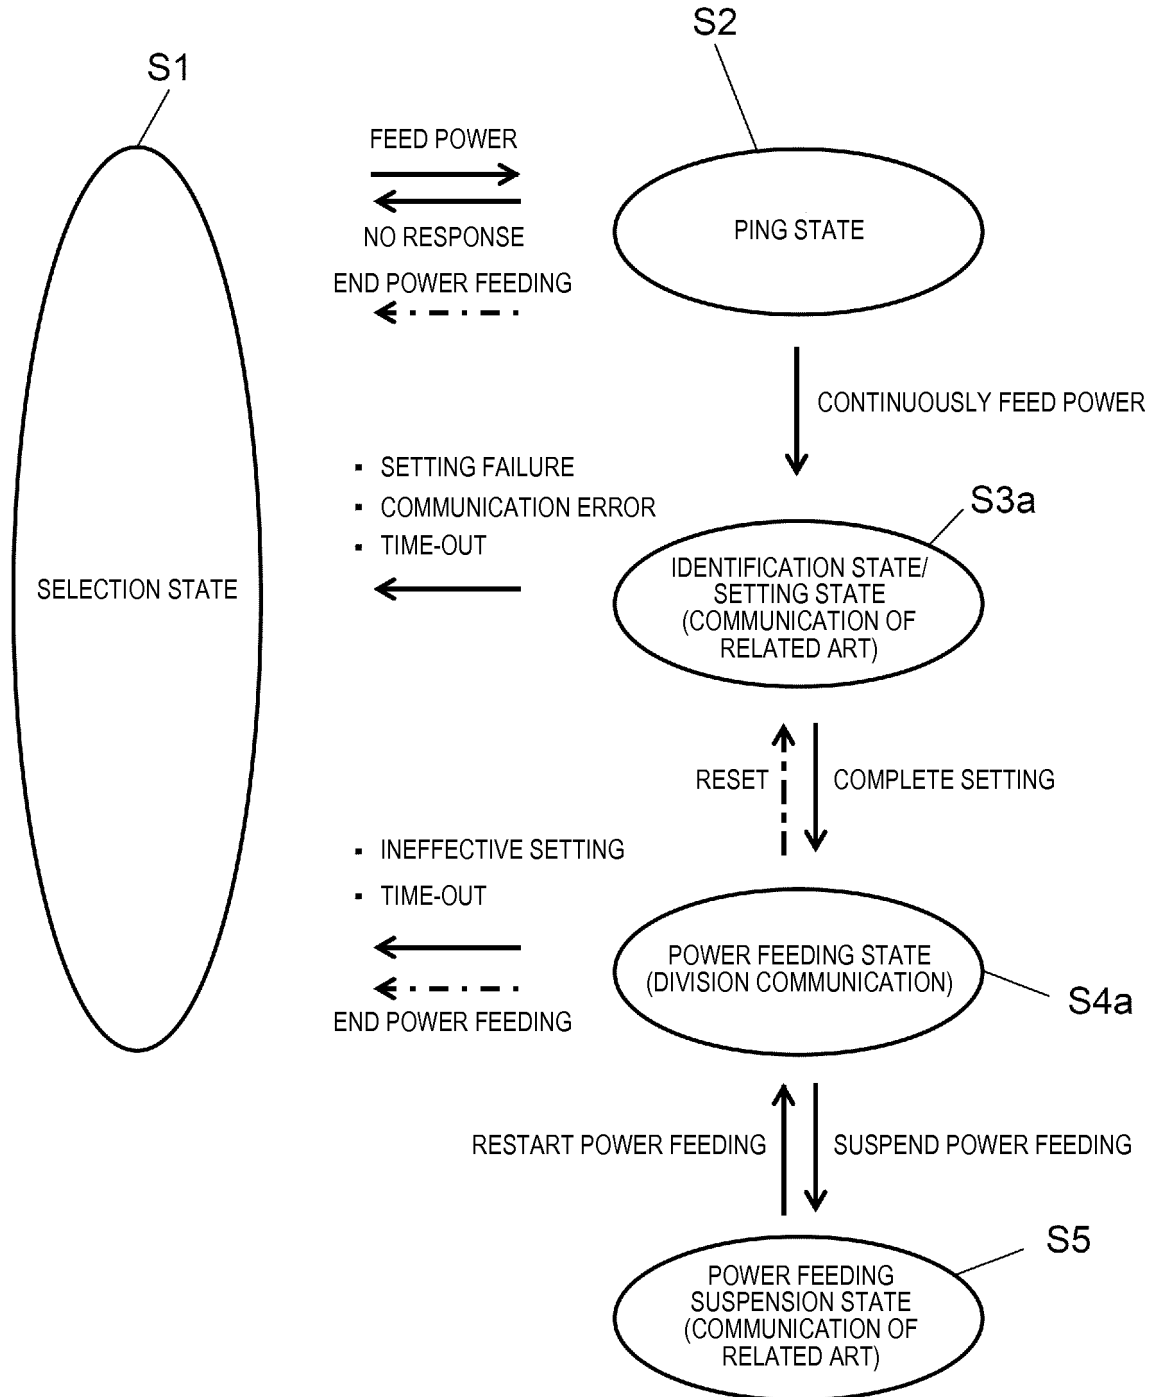 S2
S1
FEED POWER
NO RESPONSE
END POWER FEEDING
PING STATE
CONTINUOUSLY FEED POWER
▪ SETTING FAILURE
▪ COMMUNICATION ERROR
▪ TIME-OUT
S3a
SELECTION STATE
IDENTIFICATION STATE/
SETTING STATE
(COMMUNICATION OF
RELATED ART)
RESET
COMPLETE SETTING
▪ INEFFECTIVE SETTING
▪ TIME-OUT
END POWER FEEDING
POWER FEEDING STATE
(DIVISION COMMUNICATION)
S4a
RESTART POWER FEEDING
SUSPEND POWER FEEDING
S5
POWER FEEDING
SUSPENSION STATE
(COMMUNICATION OF
RELATED ART)